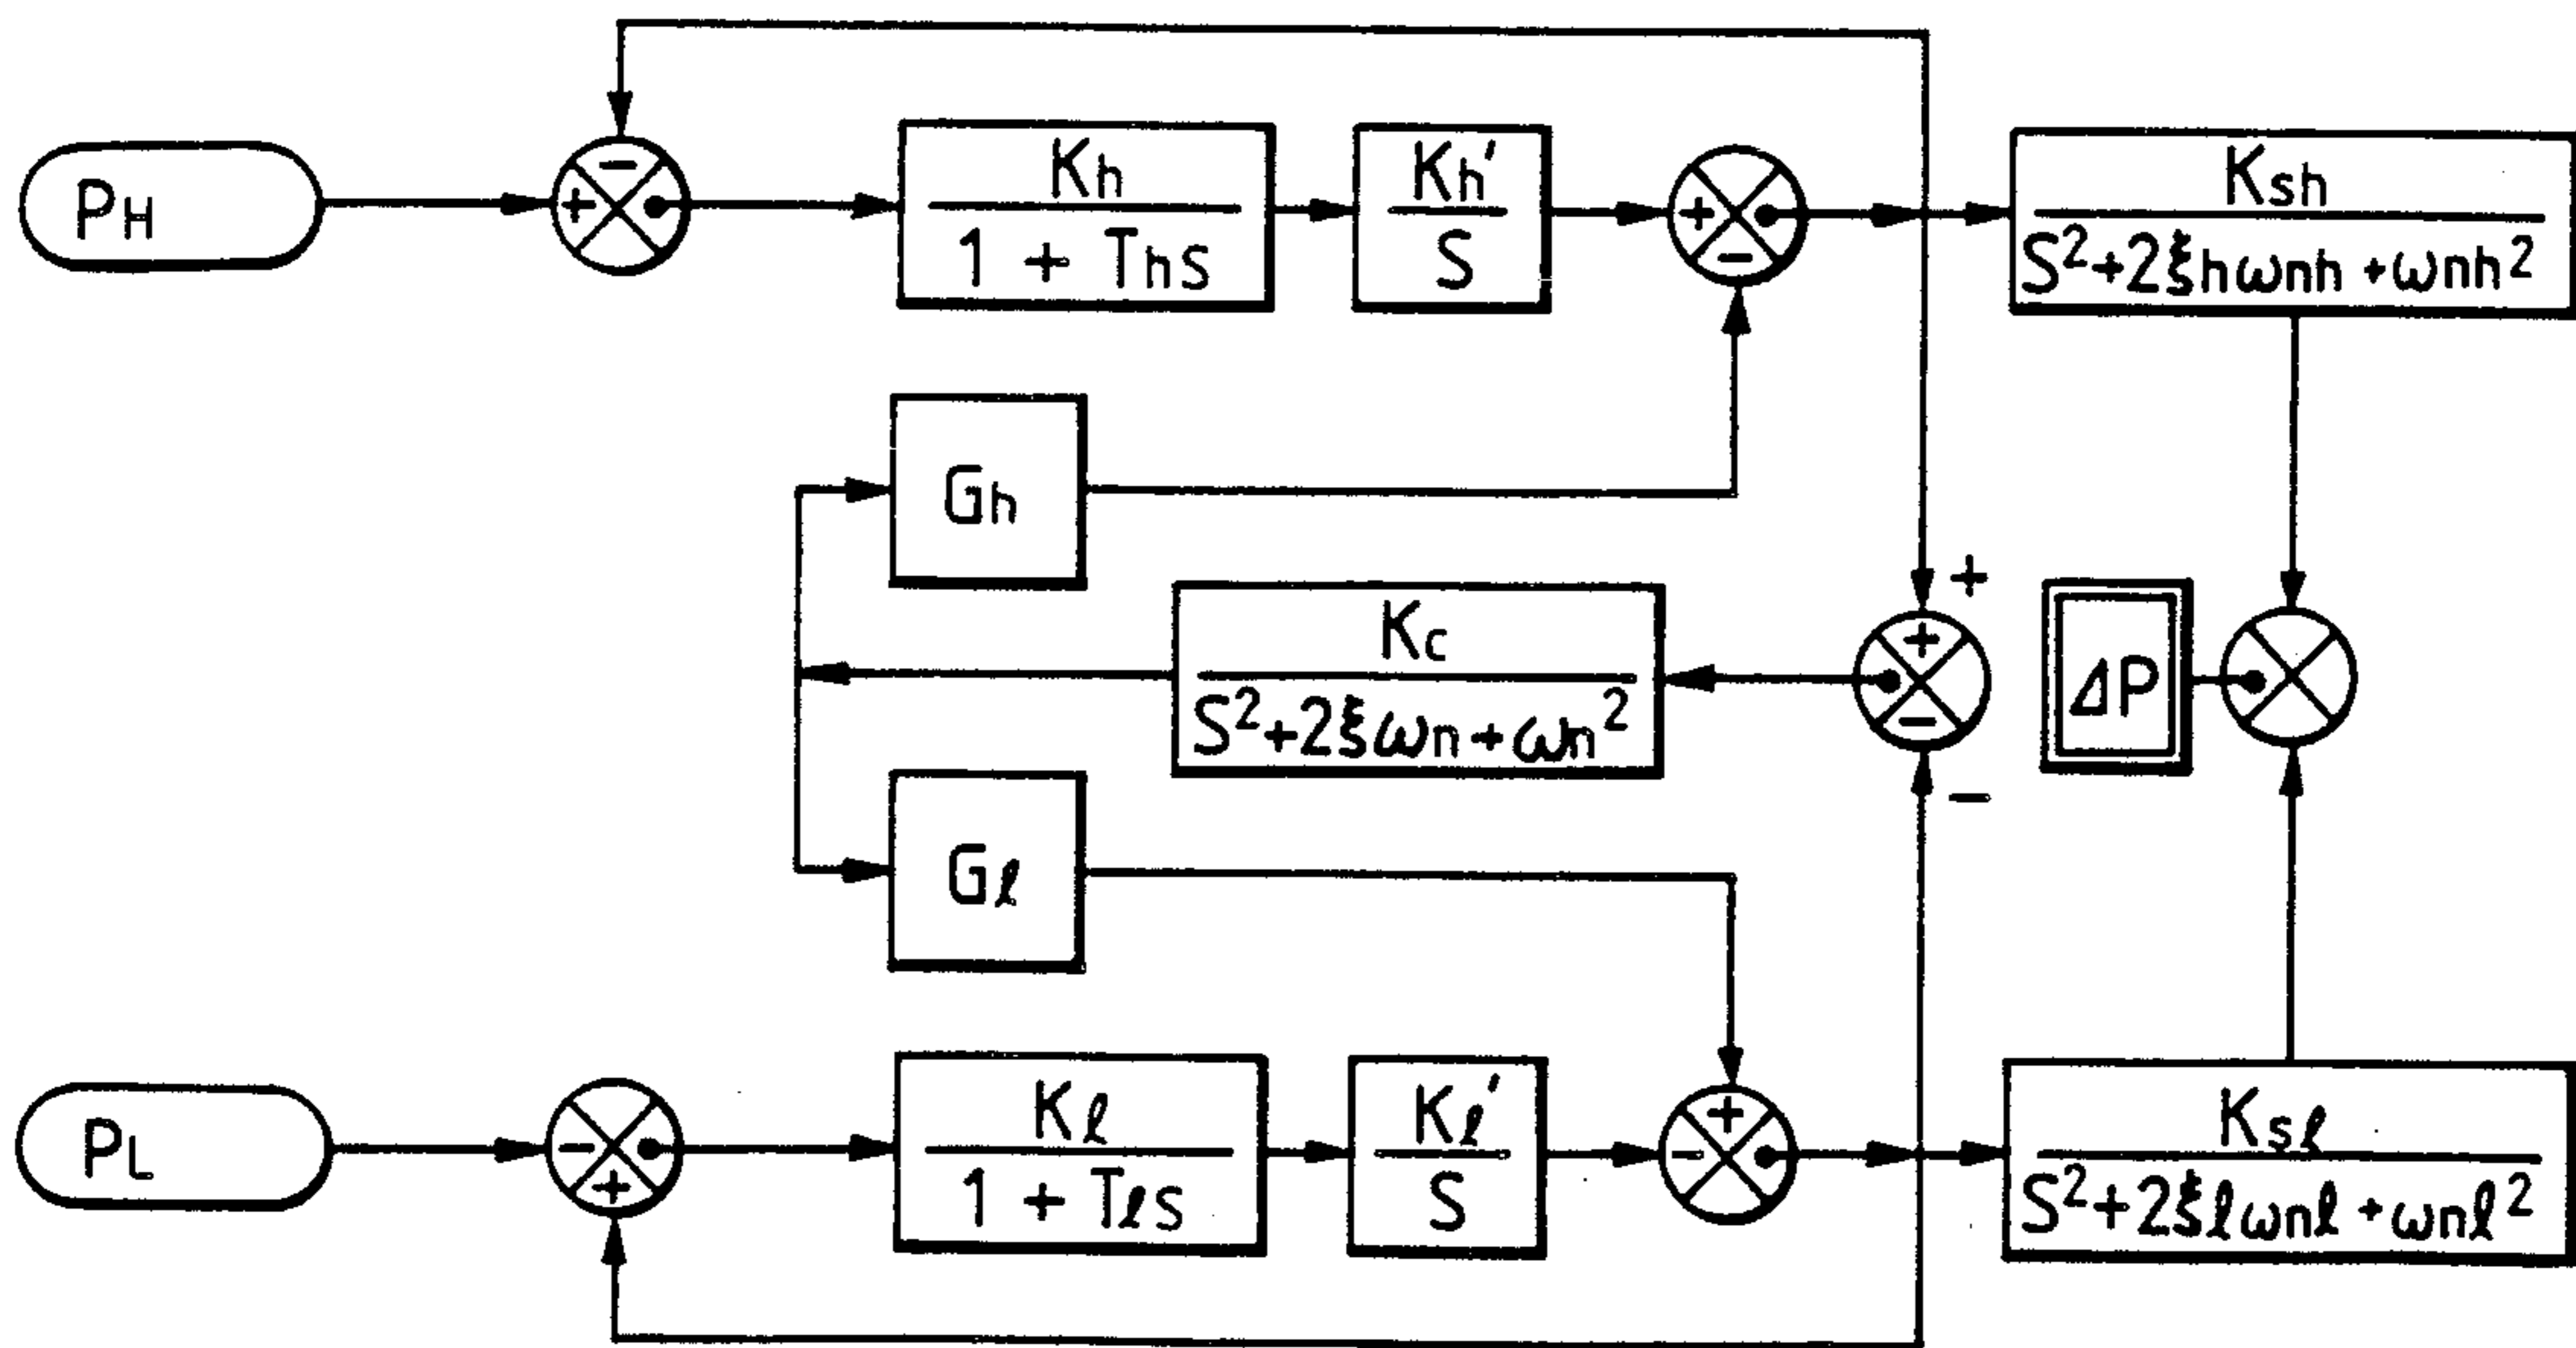 −
PH
+
Kh
1 + ThS
Kh′
S
+
−
Ksh
S²+2ξhωnh+ωnh²
Gh
+
Kc
S²+2ξωn+ωn²
+
−
−
ΔP
Gℓ
PL
−
+
Kℓ
1 + TℓS
Kℓ′
S
+
−
Ksℓ
S²+2ξℓωnℓ+ωnℓ²